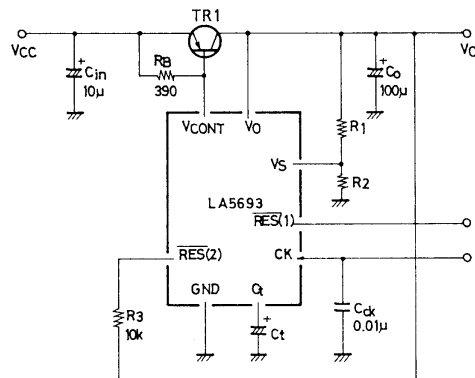 TR1
VCC
VO
+
Cin
10μ
RB
390
+
Co
100μ
R1
VCONT
VO
VS
R2
LA5693
RES(1)
RES(2)
CK
GND
Ct
R3
10k
+
Ct
Cck
0.01μ